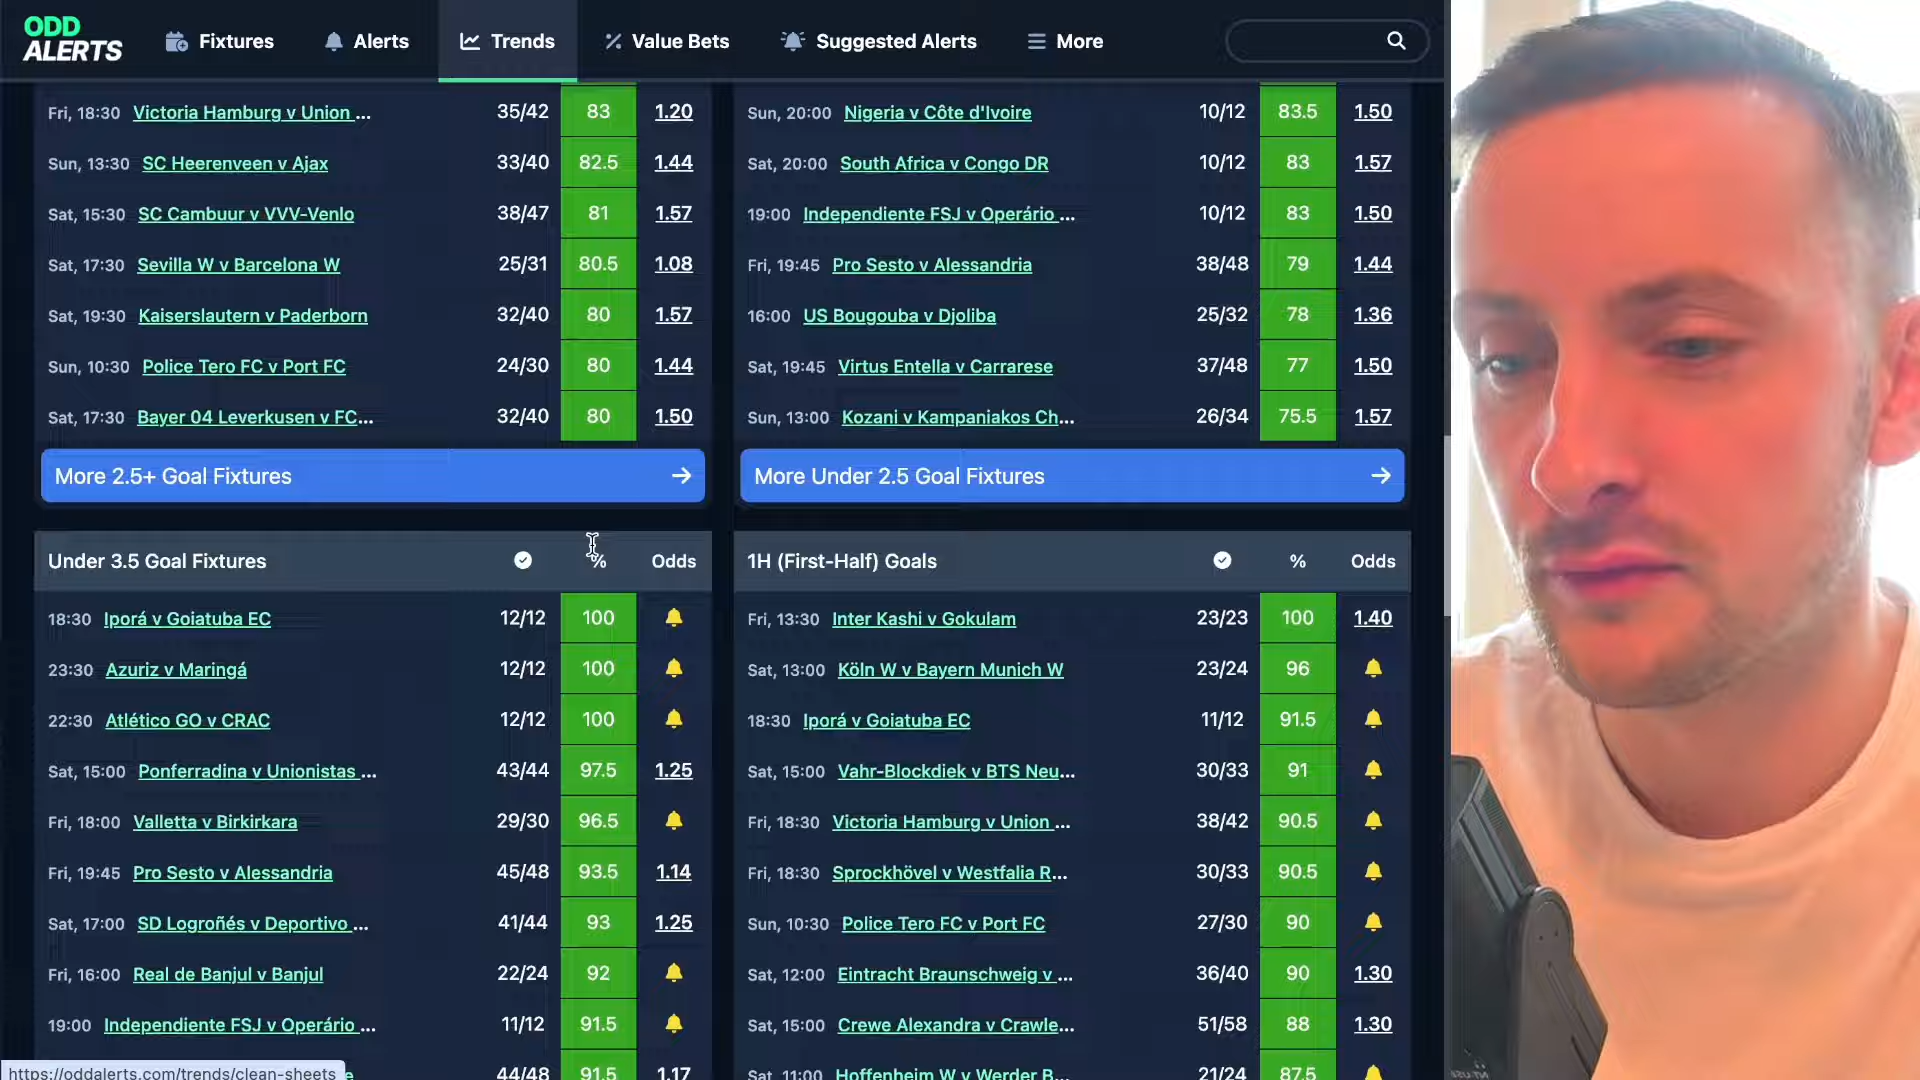 ODD
ALERTS
Fixtures
Alerts
Trends
Value Bets
Suggested Alerts
More
Fri, 18:30 Victoria Hamburg v Union ... 35/42 83 1.20
Sun, 13:30 SC Heerenveen v Ajax 33/40 82.5 1.44
Sat, 15:30 SC Cambuur v VVV-Venlo 38/47 81 1.57
Sat, 17:30 Sevilla W v Barcelona W 25/31 80.5 1.08
Sat, 19:30 Kaiserslautern v Paderborn 32/40 80 1.57
Sun, 10:30 Police Tero FC v Port FC 24/30 80 1.44
Sat, 17:30 Bayer 04 Leverkusen v FC... 32/40 80 1.50
More 2.5+ Goal Fixtures
Sun, 20:00 Nigeria v Côte d'Ivoire 10/12 83.5 1.50
Sat, 20:00 South Africa v Congo DR 10/12 83 1.57
19:00 Independiente FSJ v Operário ... 10/12 83 1.50
Fri, 19:45 Pro Sesto v Alessandria 38/48 79 1.44
16:00 US Bougouba v Djoliba 25/32 78 1.36
Sat, 19:45 Virtus Entella v Carrarese 37/48 77 1.50
Sun, 13:00 Kozani v Kampaniakos Ch... 26/34 75.5 1.57
More Under 2.5 Goal Fixtures
Under 3.5 Goal Fixtures % Odds
18:30 Iporá v Goiatuba EC 12/12 100
23:30 Azuriz v Maringá 12/12 100
22:30 Atlético GO v CRAC 12/12 100
Sat, 15:00 Ponferradina v Unionistas ... 43/44 97.5 1.25
Fri, 18:00 Valletta v Birkirkara 29/30 96.5
Fri, 19:45 Pro Sesto v Alessandria 45/48 93.5 1.14
Sat, 17:00 SD Logroñés v Deportivo ... 41/44 93 1.25
Fri, 16:00 Real de Banjul v Banjul 22/24 92
19:00 Independiente FSJ v Operário ... 11/12 91.5
44/48 91.5 1.17
1H (First-Half) Goals % Odds
Fri, 13:30 Inter Kashi v Gokulam 23/23 100 1.40
Sat, 13:00 Köln W v Bayern Munich W 23/24 96
18:30 Iporá v Goiatuba EC 11/12 91.5
Sat, 15:00 Vahr-Blockdiek v BTS Neu... 30/33 91
Fri, 18:30 Victoria Hamburg v Union ... 38/42 90.5
Fri, 18:30 Sprockhövel v Westfalia R... 30/33 90.5
Sun, 10:30 Police Tero FC v Port FC 27/30 90
Sat, 12:00 Eintracht Braunschweig v ... 36/40 90 1.30
Sat, 15:00 Crewe Alexandra v Crawle... 51/58 88 1.30
Sat, 11:00 Hoffenheim W v Werder B... 21/24 87.5
https://oddalerts.com/trends/clean-sheets